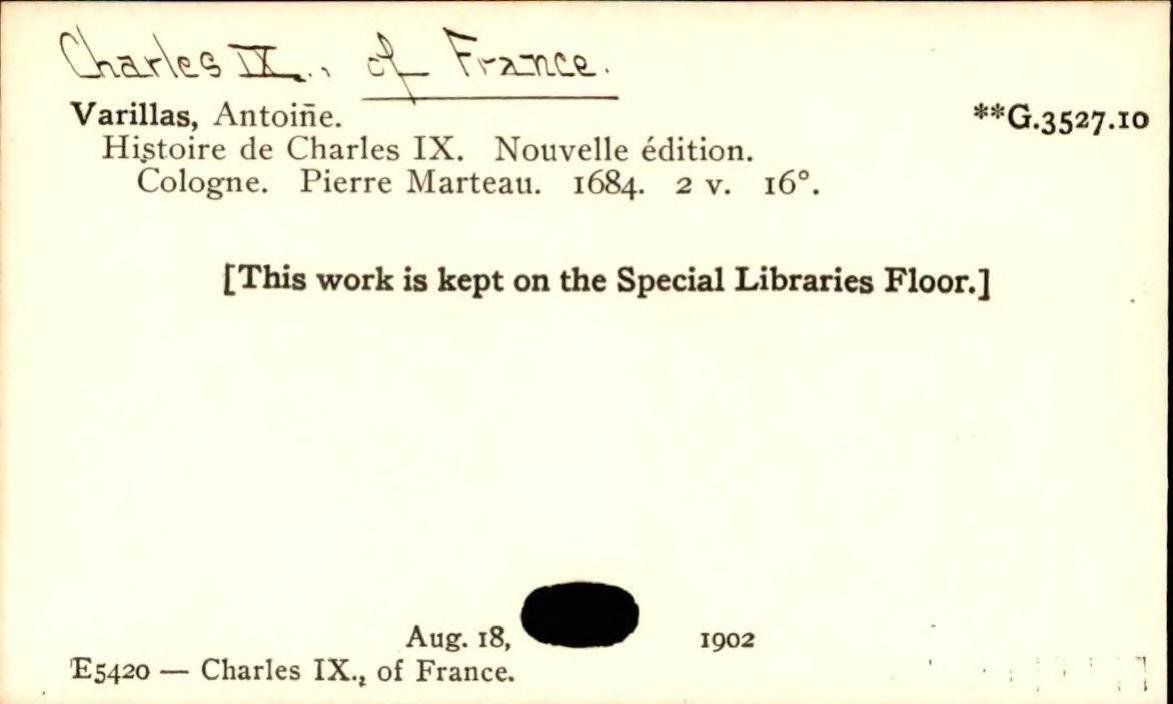 Charles IX., of France.
Varillas, Antoiñe. **G.3527.10
Histoire de Charles IX. Nouvelle édition.
Cologne. Pierre Marteau. 1684. 2 v. 16°.
[This work is kept on the Special Libraries Floor.]
Aug. 18, 1902
E5420 — Charles IX., of France.